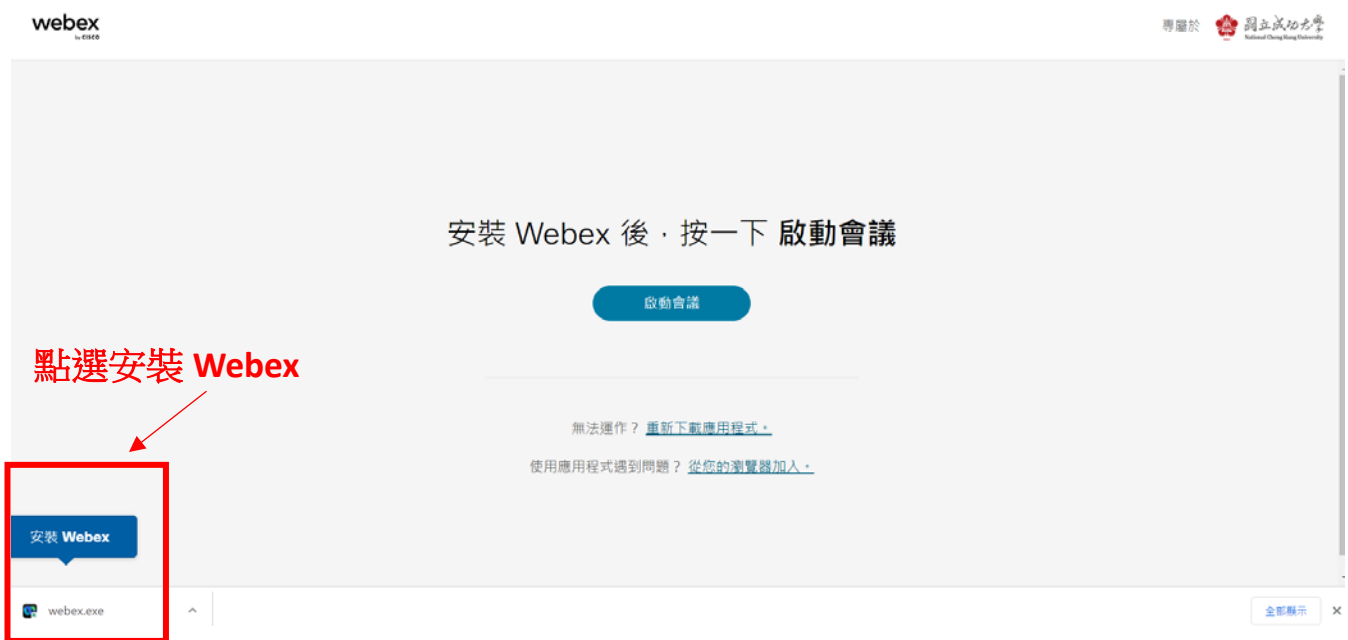 webex
by CISCO
專屬於
國立成功大學
National Cheng Kung University
安裝 Webex 後，按一下 啟動會議
啟動會議
點選安裝 Webex
無法運作？ 重新下載應用程式。
使用應用程式遇到問題？ 從您的瀏覽器加入。
安裝 Webex
webex.exe
全部顯示